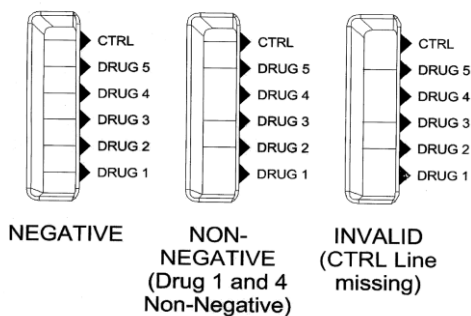 CTRL
DRUG 5
DRUG 4
DRUG 3
DRUG 2
DRUG 1
NEGATIVE
CTRL
DRUG 5
DRUG 4
DRUG 3
DRUG 2
DRUG 1
NON-
NEGATIVE
(Drug 1 and 4
Non-Negative)
CTRL
DRUG 5
DRUG 4
DRUG 3
DRUG 2
DRUG 1
INVALID
(CTRL Line
missing)